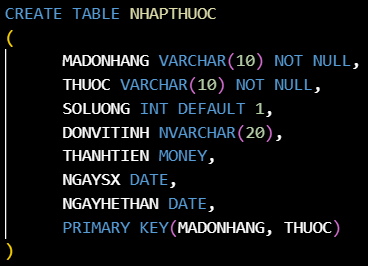 CREATE TABLE NHAPTHUOC
(
MADONHANG VARCHAR(10) NOT NULL,
THUOC VARCHAR(10) NOT NULL,
SOLUONG INT DEFAULT 1,
DONVITINH NVARCHAR(20),
THANHTIEN MONEY,
NGAYSX DATE,
NGAYHETHAN DATE,
PRIMARY KEY(MADONHANG, THUOC)
)